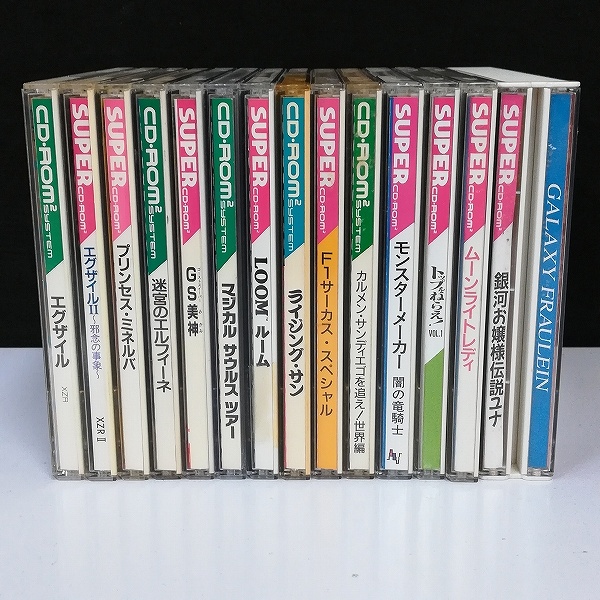 CD-ROM² SYSTEM
エグザイル
XZR
SUPER CD-ROM²
エグザイルII〜邪念の事象〜
XZR II
SUPER CD-ROM²
プリンセス・ミネルバ
CD-ROM² SYSTEM
迷宮のエルフィーネ
SUPER CD-ROM²
GS美神
CD-ROM² SYSTEM
マジカル サウルス ツアー
SUPER CD-ROM²
LOOM™ ルーム
CD-ROM² SYSTEM
ライジング・サン
SUPER CD-ROM²
F1サーカス・スペシャル
CD-ROM² SYSTEM
カルメン・サンディエゴを追え!世界編
SUPER CD-ROM²
モンスターメーカー 闇の竜騎士
SUPER CD-ROM²
トップをねらえ! VOL.1
SUPER CD-ROM²
ムーンライトレディ
SUPER CD-ROM²
銀河お嬢様伝説ユナ
GALAXY FRAULEIN